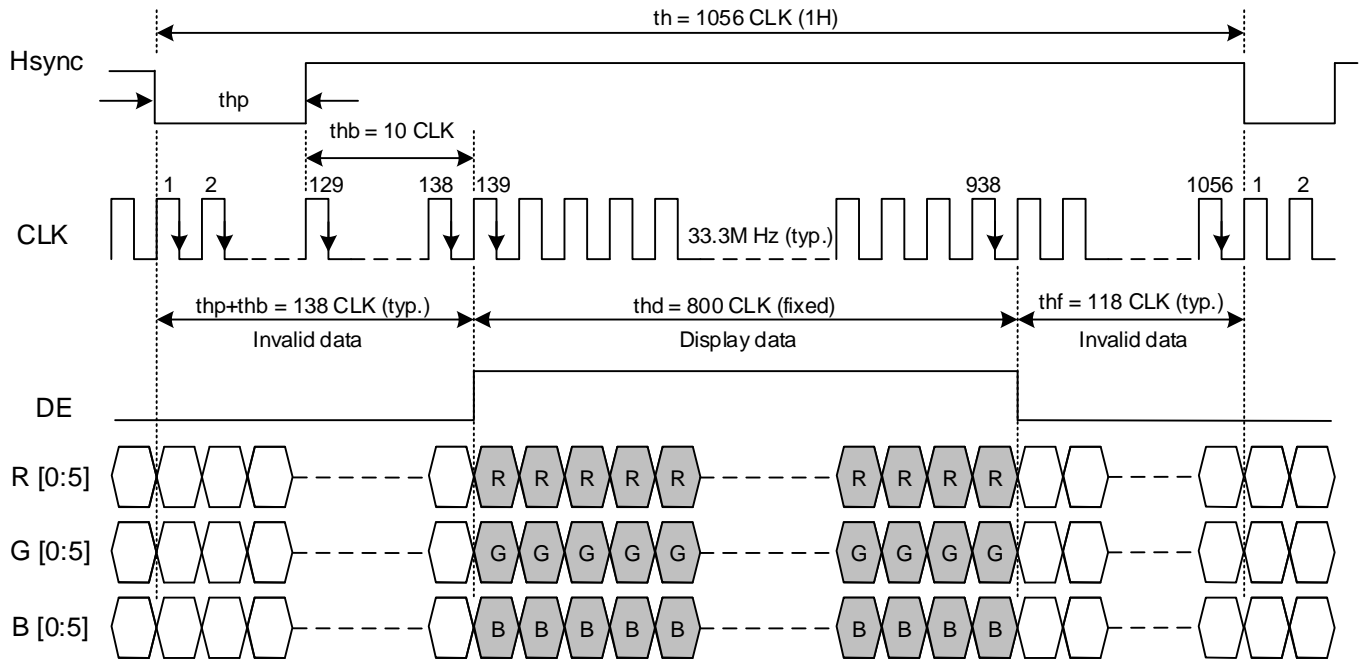 th = 1056 CLK (1H)
Hsync
thp
thb = 10 CLK
1 2 129 138 139 938 1056 1 2
CLK
33.3M Hz (typ.)
thp+thb = 138 CLK (typ.) thd = 800 CLK (fixed) thf = 118 CLK (typ.)
Invalid data Display data Invalid data
DE
R [0:5] R R R R R R R R R
G [0:5] G G G G G G G G G
B [0:5] B B B B B B B B B